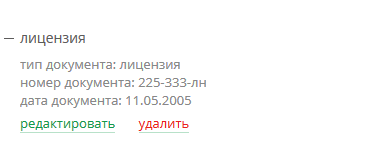 — лицензия
тип документа: лицензия
номер документа: 225-333-лн
дата документа: 11.05.2005
редактировать удалить